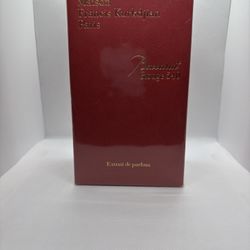 Maison
Francis Kurkdjian
Paris
Baccarat
Rouge 540
Extrait de parfum